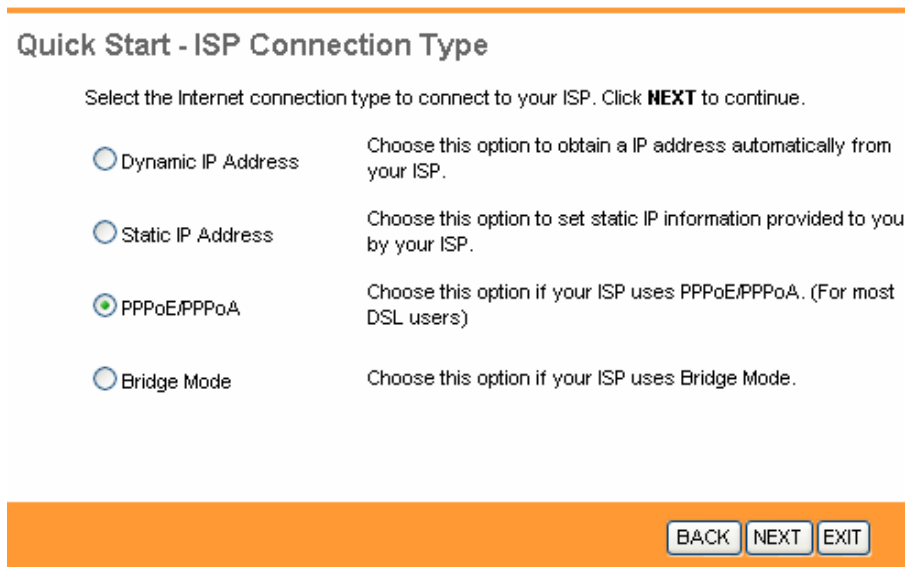 Quick Start - ISP Connection Type
Select the Internet connection type to connect to your ISP. Click NEXT to continue.
Dynamic IP Address
Choose this option to obtain a IP address automatically from
your ISP.
Static IP Address
Choose this option to set static IP information provided to you
by your ISP.
PPPoE/PPPoA
Choose this option if your ISP uses PPPoE/PPPoA. (For most
DSL users)
Bridge Mode
Choose this option if your ISP uses Bridge Mode.
BACK NEXT EXIT